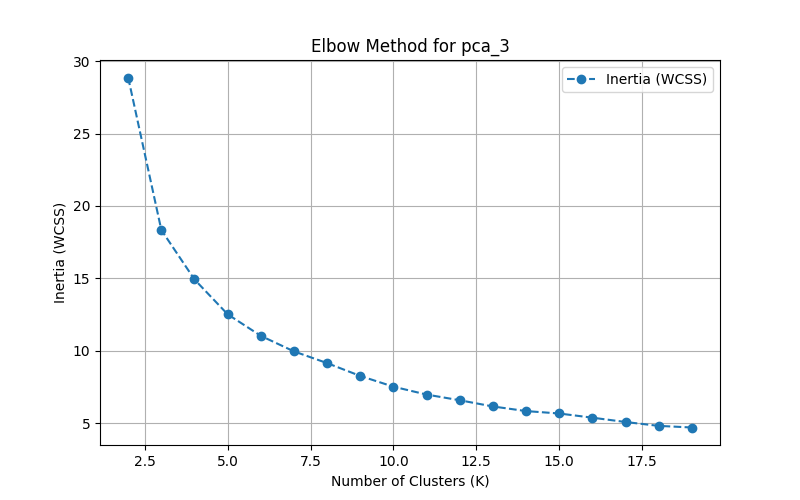 Elbow Method for pca_3
Inertia (WCSS)
30
25
20
15
10
5
Inertia (WCSS)
2.5 5.0 7.5 10.0 12.5 15.0 17.5
Number of Clusters (K)